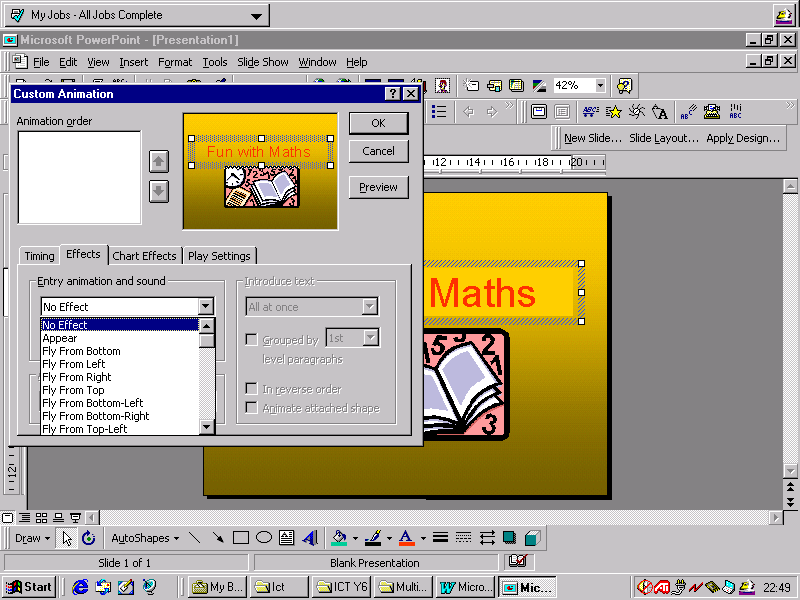 My Jobs - All Jobs Complete
Microsoft PowerPoint - [Presentation1]
File Edit View Insert Format Tools Slide Show Window Help
42%
New Slide... Slide Layout... Apply Design...
12 14 16 18 20
Custom Animation
Animation order
Fun with Maths
OK
Cancel
Preview
Timing Effects Chart Effects Play Settings
Entry animation and sound
No Effect
No Effect
Appear
Fly From Bottom
Fly From Left
Fly From Right
Fly From Top
Fly From Bottom-Left
Fly From Bottom-Right
Fly From Top-Left
Introduce text
All at once
Grouped by 1st
level paragraphs
In reverse order
Animate attached shape
Maths
5 2
3
12
Draw AutoShapes
Slide 1 of 1 Blank Presentation
Start My B... Ict ICT Y6 Multi... Micro... Mic... 22:49